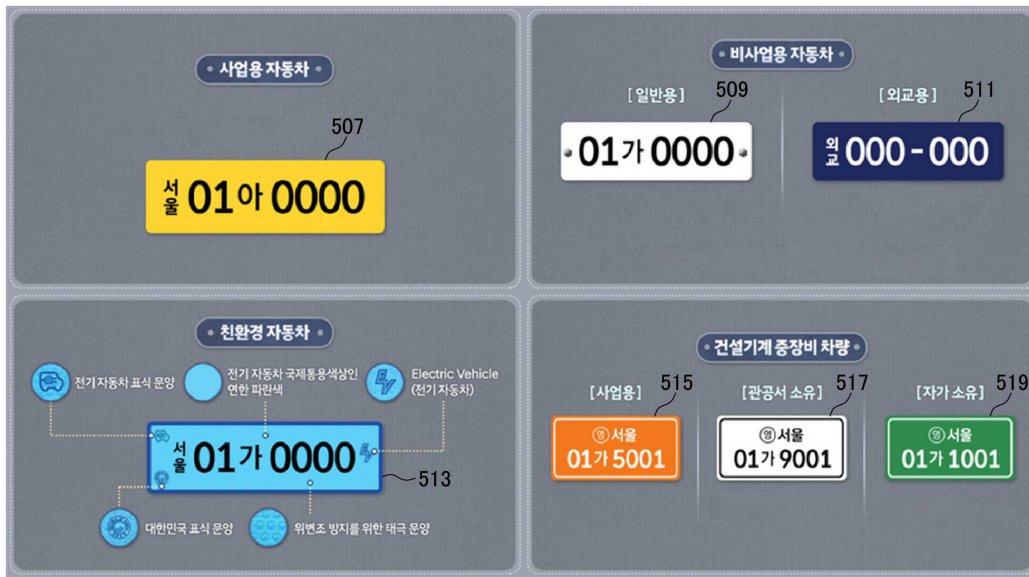 사업용 자동차
507
서울 01아 0000
비사업용 자동차
[일반용]
509
01가 0000
[외교용]
511
외교 000-000
친환경 자동차
전기 자동차 표식 문양
전기 자동차 국제통용색상인
연한 파란색
EV
Electric Vehicle
(전기 자동차)
서울 01가 0000 EV
513
대한민국 표식 문양
위변조 방지를 위한 태극 문양
건설기계 중장비 차량
[사업용]
515
영 서울
01가 5001
[관공서 소유]
517
영 서울
01가 9001
[자가 소유]
519
영 서울
01가 1001